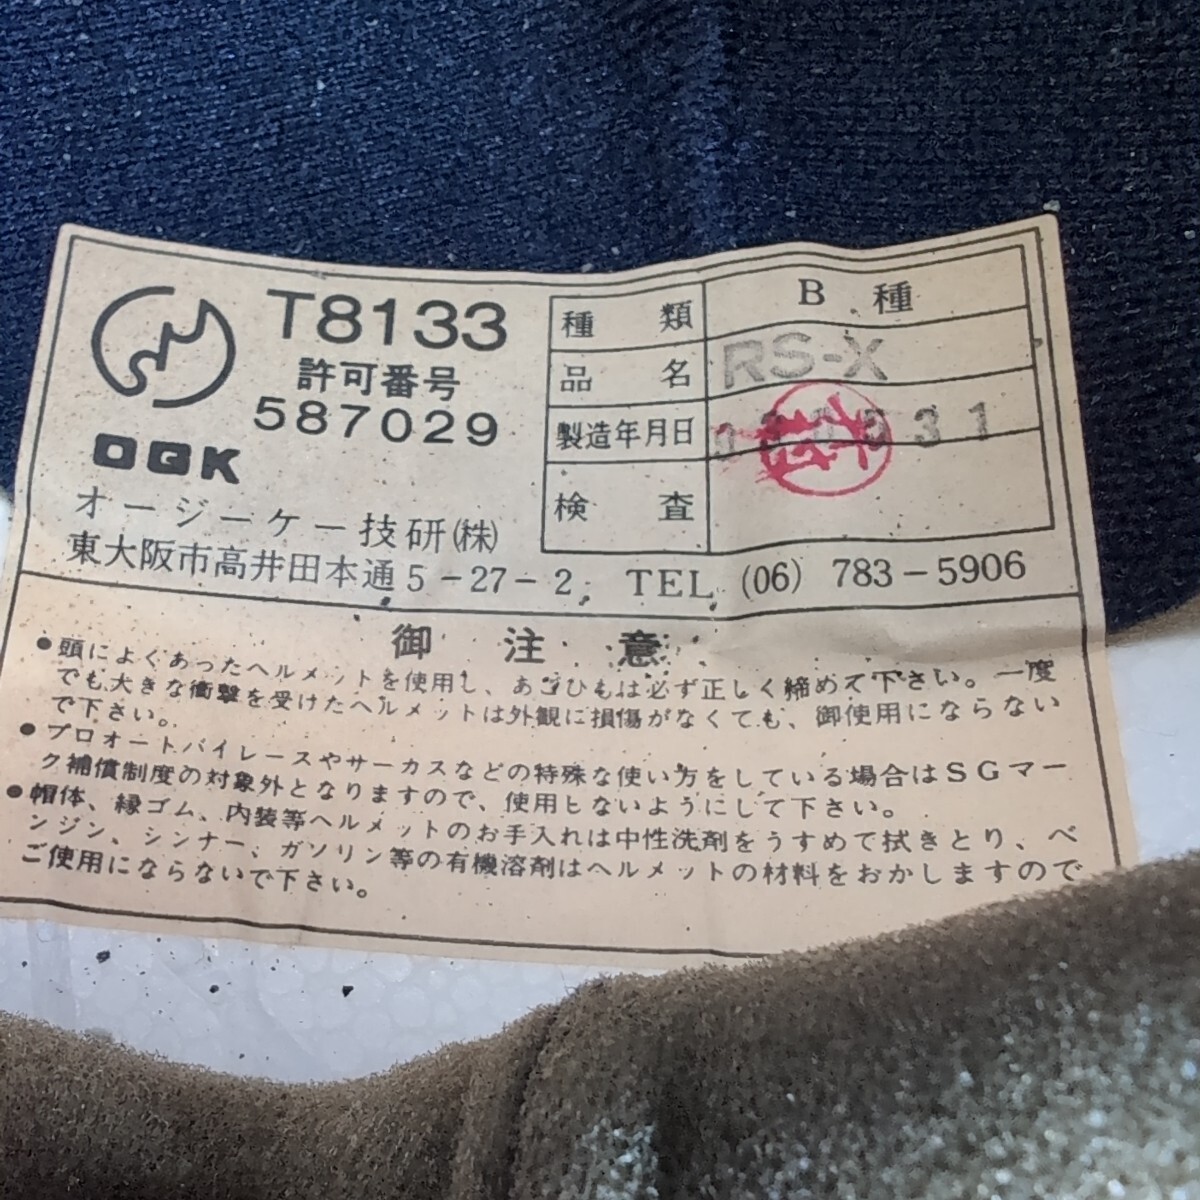 T8133
許可番号
587029
OGK
オージーケー技研(株)
東大阪市高井田本通5-27-2, TEL (06) 783-5906
種類 B種
品名 RS-X
製造年月日
検査
御注意
●頭によくあったヘルメットを使用し、あごひもは必ず正しく締めて下さい。一度
でも大きな衝撃を受けたヘルメットは外観に損傷がなくても、御使用にならない
で下さい。
●プロオートバイレースやサーカスなどの特殊な使い方をしている場合はSGマー
ク補償制度の対象外となりますので、使用しないようにして下さい。
●帽体、縁ゴム、内装等ヘルメットのお手入れは中性洗剤をうすめて拭きとり、ベ
ンジン、シンナー、ガソリン等の有機溶剤はヘルメットの材料をおかしますので
ご使用にならないで下さい。